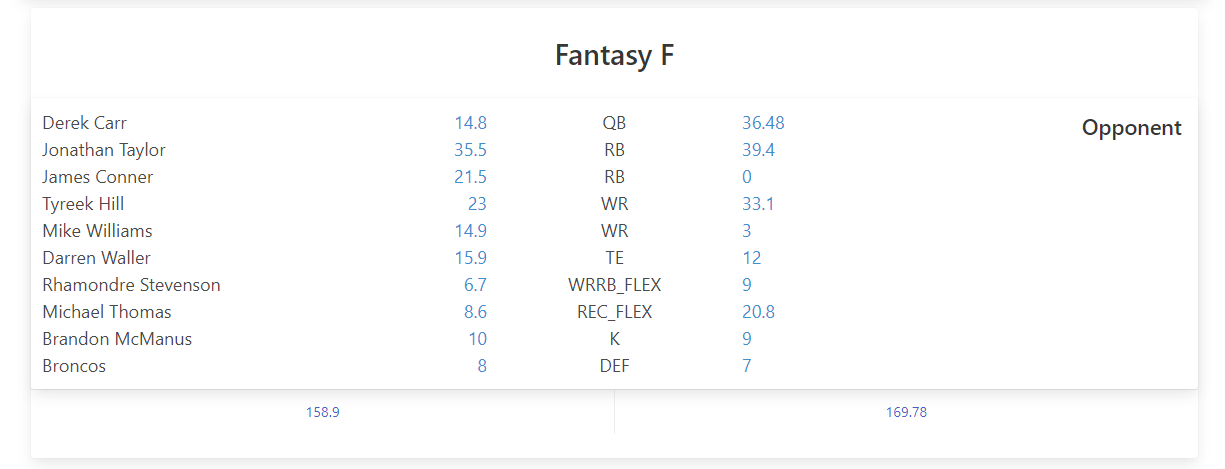 Fantasy F
Opponent
Derek Carr 14.8 QB 36.48
Jonathan Taylor 35.5 RB 39.4
James Conner 21.5 RB 0
Tyreek Hill 23 WR 33.1
Mike Williams 14.9 WR 3
Darren Waller 15.9 TE 12
Rhamondre Stevenson 6.7 WRRB_FLEX 9
Michael Thomas 8.6 REC_FLEX 20.8
Brandon McManus 10 K 9
Broncos 8 DEF 7
158.9 169.78